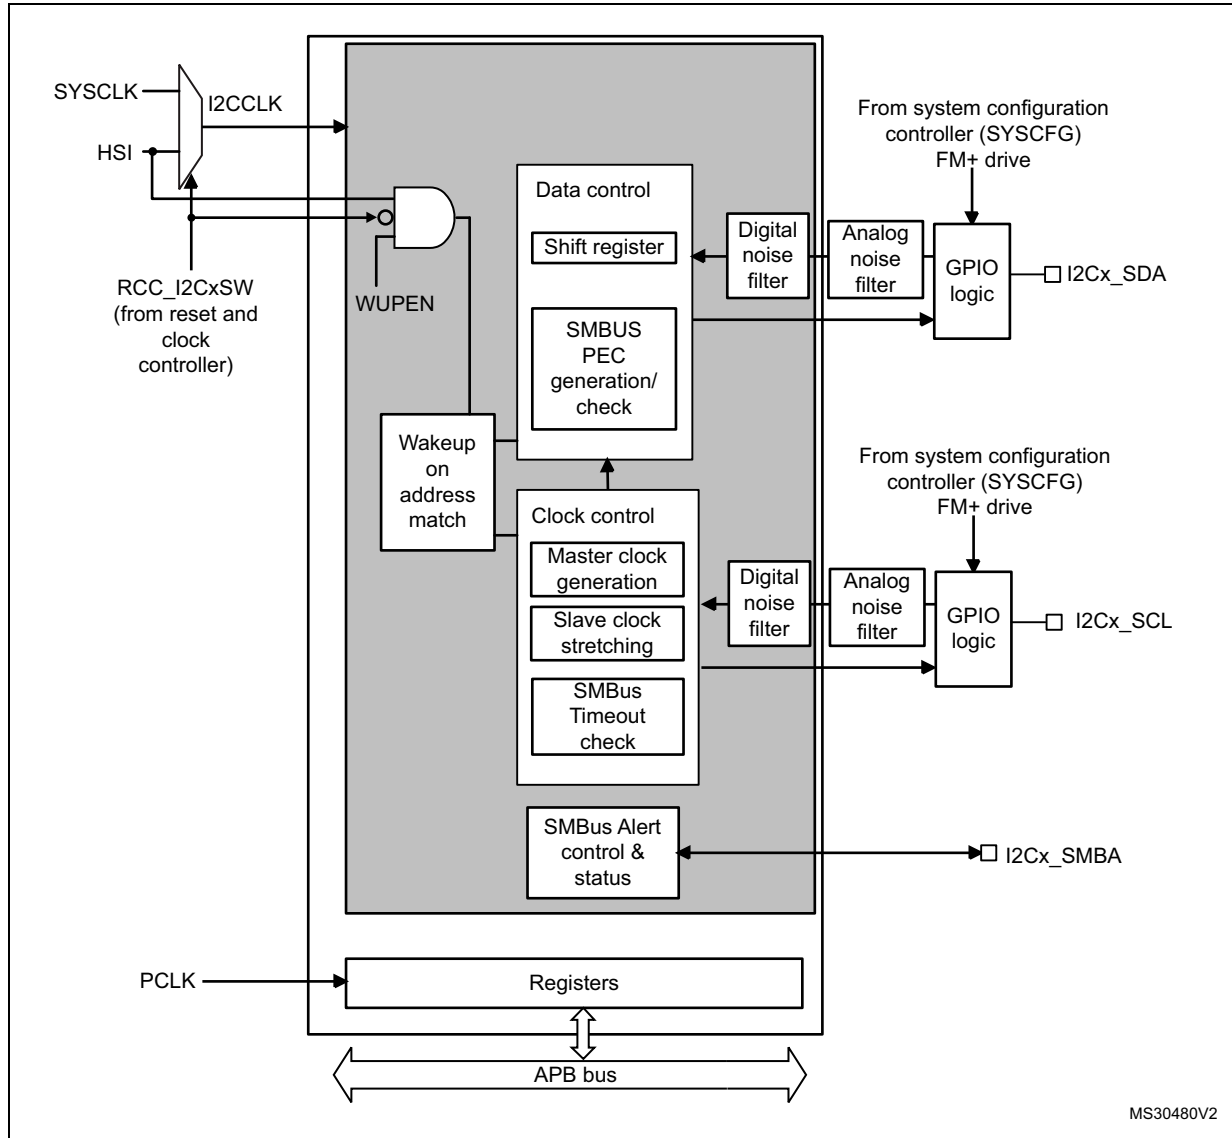 SYSCLK
I2CCLK
HSI
RCC_I2CxSW
(from reset and
clock
controller)
WUPEN
Wakeup
on
address
match
Data control
Shift register
SMBUS
PEC
generation/
check
Clock control
Master clock
generation
Slave clock
stretching
SMBus
Timeout
check
SMBus Alert
control &
status
Digital
noise
filter
Analog
noise
filter
From system configuration
controller (SYSCFG)
FM+ drive
GPIO
logic
I2Cx_SDA
Digital
noise
filter
Analog
noise
filter
From system configuration
controller (SYSCFG)
FM+ drive
GPIO
logic
I2Cx_SCL
I2Cx_SMBA
PCLK
Registers
APB bus
MS30480V2